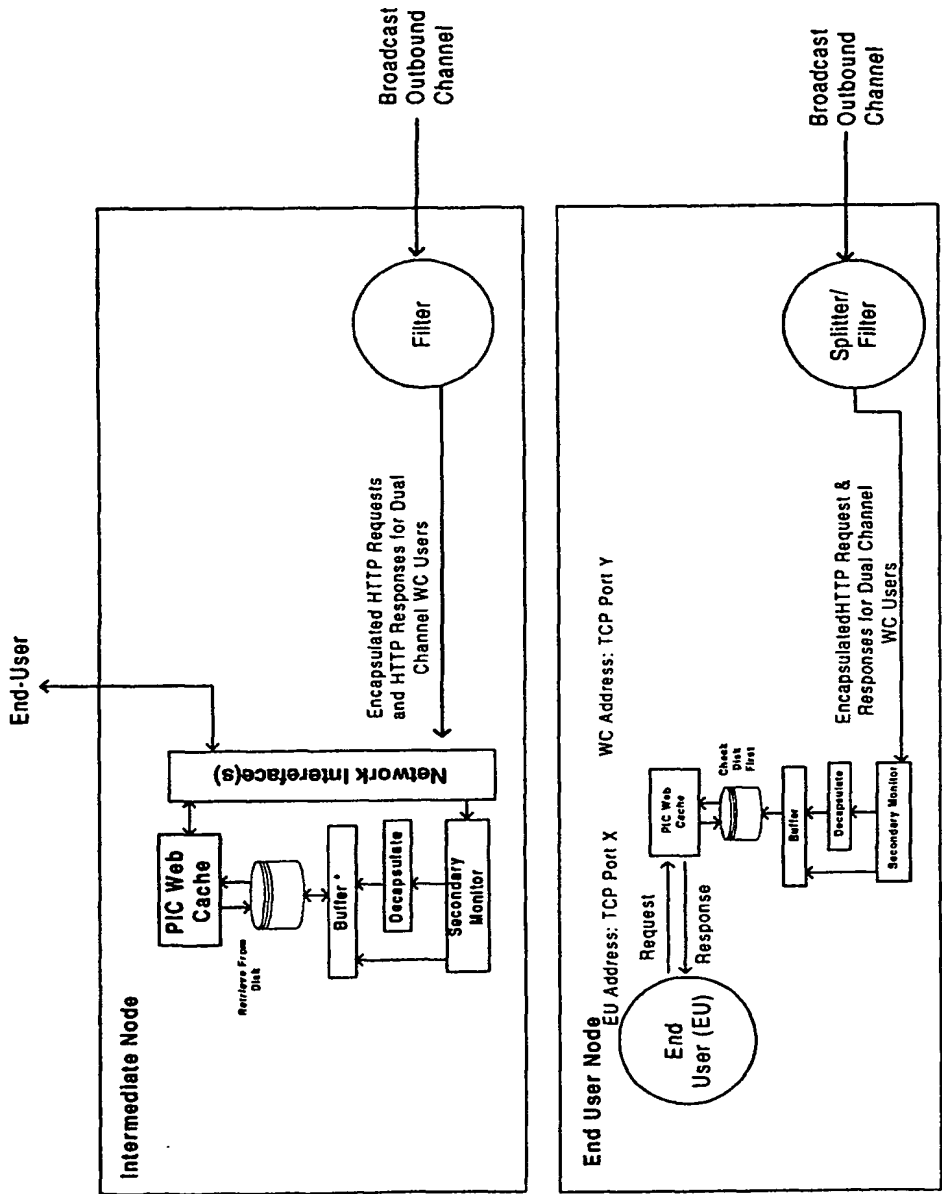 Intermediate Node
End-User
PIC Web
Cache
Retrieve From
Disk
Buffer *
Decapsulate
Secondary
Monitor
Network Intereface(s)
Encapsulated HTTP Requests
and HTTP Responses for Dual
Channel WC Users
Filter
Broadcast
Outbound
Channel
End User Node
EU Address: TCP Port X
WC Address: TCP Port Y
End
User (EU)
Request
Response
PIC Web
Cache
Check
Disk
First
Buffer
Decapsulate
Secondary Monitor
EncapsulatedHTTP Request &
Responses for Dual Channel
WC Users
Splitter/
Filter
Broadcast
Outbound
Channel